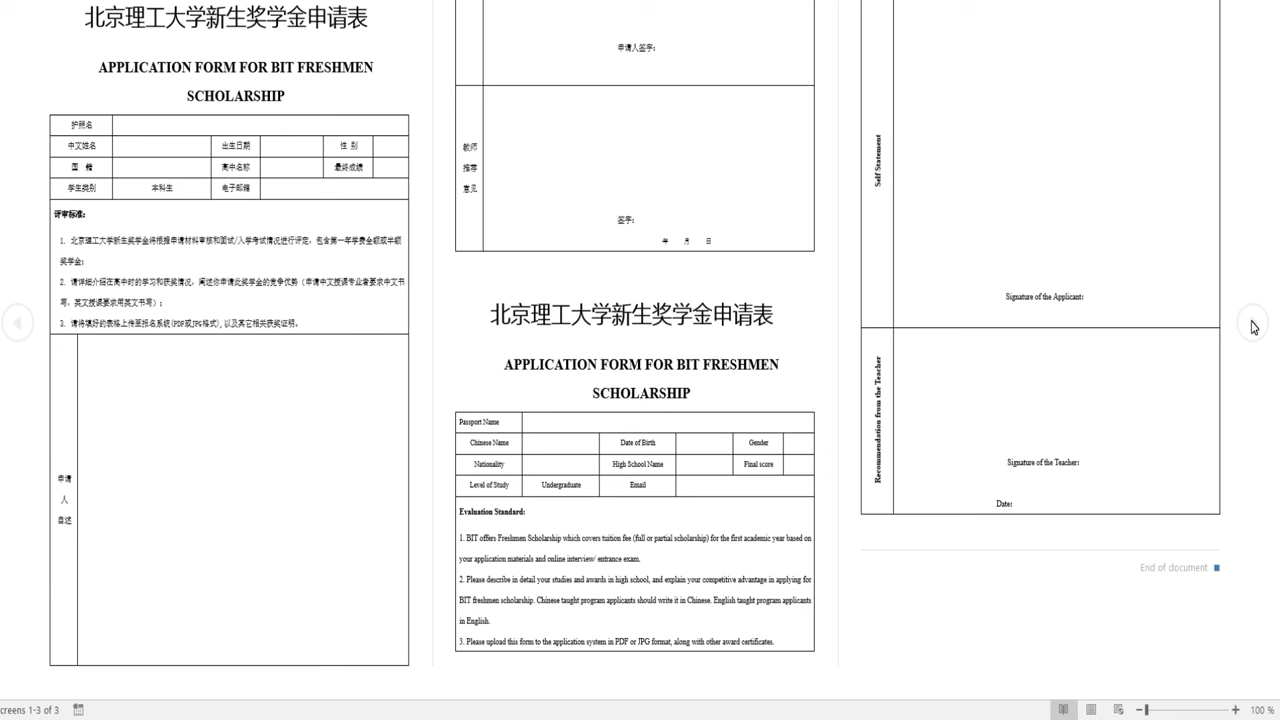 北京理工大学新生奖学金申请表
APPLICATION FORM FOR BIT FRESHMEN
SCHOLARSHIP
护照名
中文姓名 出生日期 性 别
国 籍 高中名称 最终成绩
学生类别 本科生 电子邮箱
评审标准：
1. 北京理工大学新生奖学金将根据申请材料审核和面试/入学考试情况进行评定，包含第一年学费全额或半额
奖学金；
2. 请详细介绍在高中时的学习和获奖情况，阐述你申请此奖学金的竞争优势（申请中文授课专业者要求中文书
写，英文授课要求用英文书写）；
3. 请将填好的表格上传至报名系统(PDF或JPG格式)，以及其它相关获奖证明。
申请
人
自述
申请人签字：
教师
推荐
意见
签字：
年 月 日
北京理工大学新生奖学金申请表
APPLICATION FORM FOR BIT FRESHMEN
SCHOLARSHIP
Passport Name
Chinese Name Date of Birth Gender
Nationality High School Name Final score
Level of Study Undergraduate Email
Evaluation Standard:
1. BIT offers Freshmen Scholarship which covers tuition fee (full or partial scholarship) for the first academic year based on
your application materials and online interview/ entrance exam.
2. Please describe in detail your studies and awards in high school, and explain your competitive advantage in applying for
BIT freshmen scholarship. Chinese taught program applicants should write it in Chinese. English taught program applicants
in English.
3. Please upload this form to the application system in PDF or JPG format, along with other award certificates.
Self Statement
Signature of the Applicant:
Recommendation from the Teacher
Signature of the Teacher:
Date:
End of document
creens 1-3 of 3
100 %